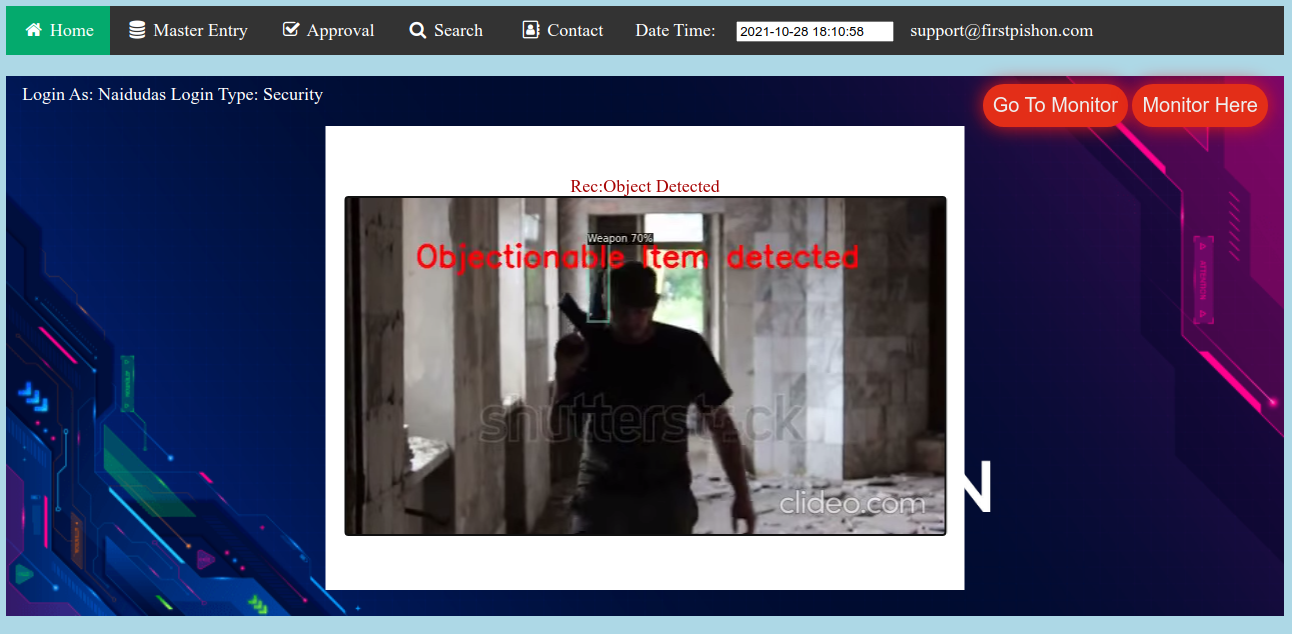 Home Master Entry Approval Search Contact Date Time: 2021-10-28 18:10:58 support@firstpishon.com
Login As: Naidudas Login Type: Security
Go To Monitor Monitor Here
Rec:Object Detected
Weapon 70%
Objectionable Item detected
ATTENTION
shutterstock
clideo.com
N